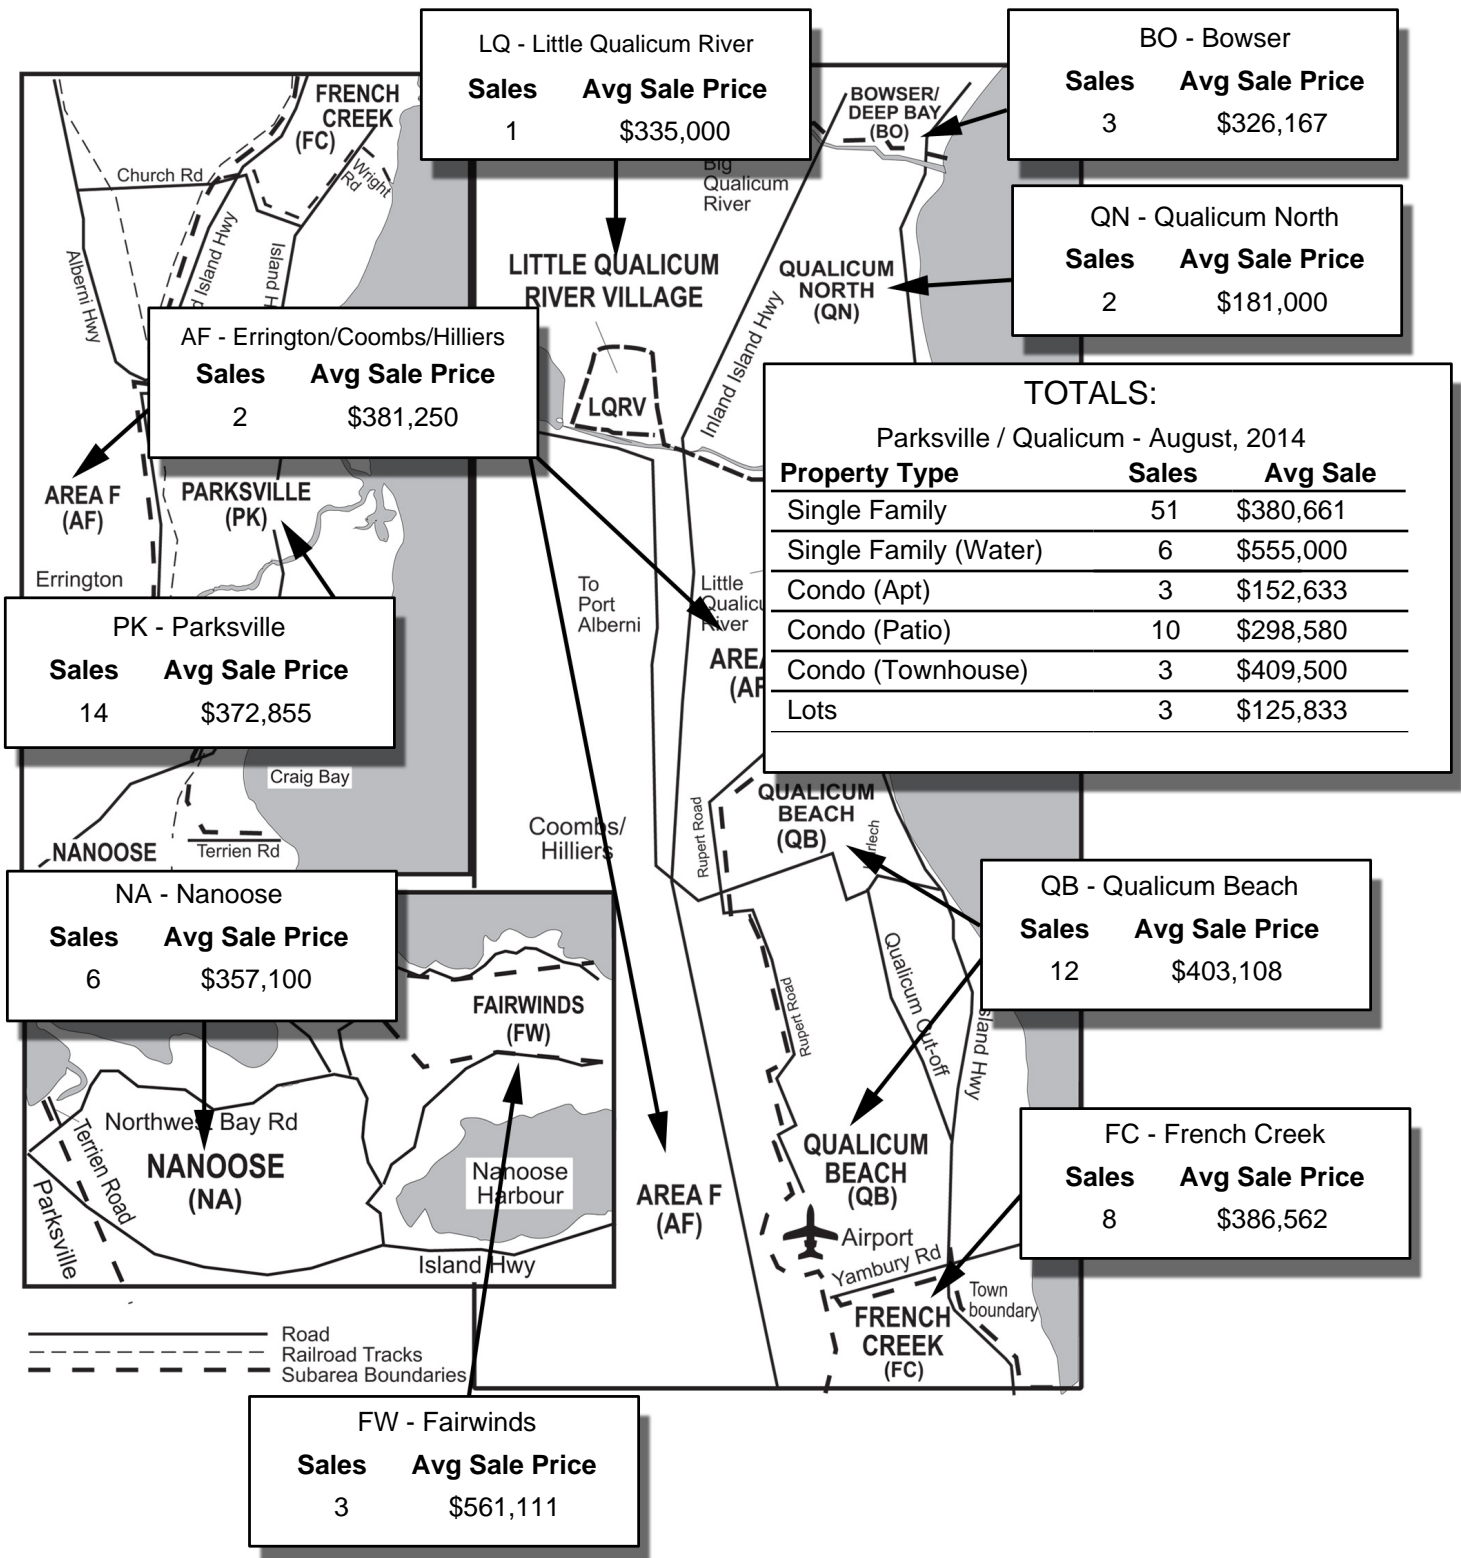 LQ - Little Qualicum River
Sales Avg Sale Price
1 $335,000
BO - Bowser
Sales Avg Sale Price
3 $326,167
FRENCH
CREEK
(FC)
Church Rd
Wright
Rd
Alberni Hwy
Island Hwy
Island
Big
Qualicum
River
BOWSER/
DEEP BAY
(BO)
QN - Qualicum North
Sales Avg Sale Price
2 $181,000
LITTLE QUALICUM
RIVER VILLAGE
QUALICUM
NORTH
(QN)
Inland Island Hwy
LQRV
AF - Errington/Coombs/Hilliers
Sales Avg Sale Price
2 $381,250
AREA F
(AF)
PARKSVILLE
(PK)
Errington
TOTALS:
Parksville / Qualicum - August, 2014
Property Type Sales Avg Sale
Single Family 51 $380,661
Single Family (Water) 6 $555,000
Condo (Apt) 3 $152,633
Condo (Patio) 10 $298,580
Condo (Townhouse) 3 $409,500
Lots 3 $125,833
To
Port
Alberni
Little
River
PK - Parksville
Sales Avg Sale Price
14 $372,855
Craig Bay
NANOOSE
Terrien Rd
Coombs/
Hilliers
Rupert Road
QUALICUM
BEACH
(QB)
NA - Nanoose
Sales Avg Sale Price
6 $357,100
QB - Qualicum Beach
Sales Avg Sale Price
12 $403,108
Rupert Road
Qualicum Cut-off
Hwy
FAIRWINDS
(FW)
Northwest Bay Rd
Terrien Road
Parksville
NANOOSE
(NA)
Nanoose
Harbour
Island Hwy
AREA F
(AF)
QUALICUM
BEACH
(QB)
Airport
Yambury Rd
FC - French Creek
Sales Avg Sale Price
8 $386,562
Town
boundary
FRENCH
CREEK
(FC)
Road
Railroad Tracks
Subarea Boundaries
FW - Fairwinds
Sales Avg Sale Price
3 $561,111